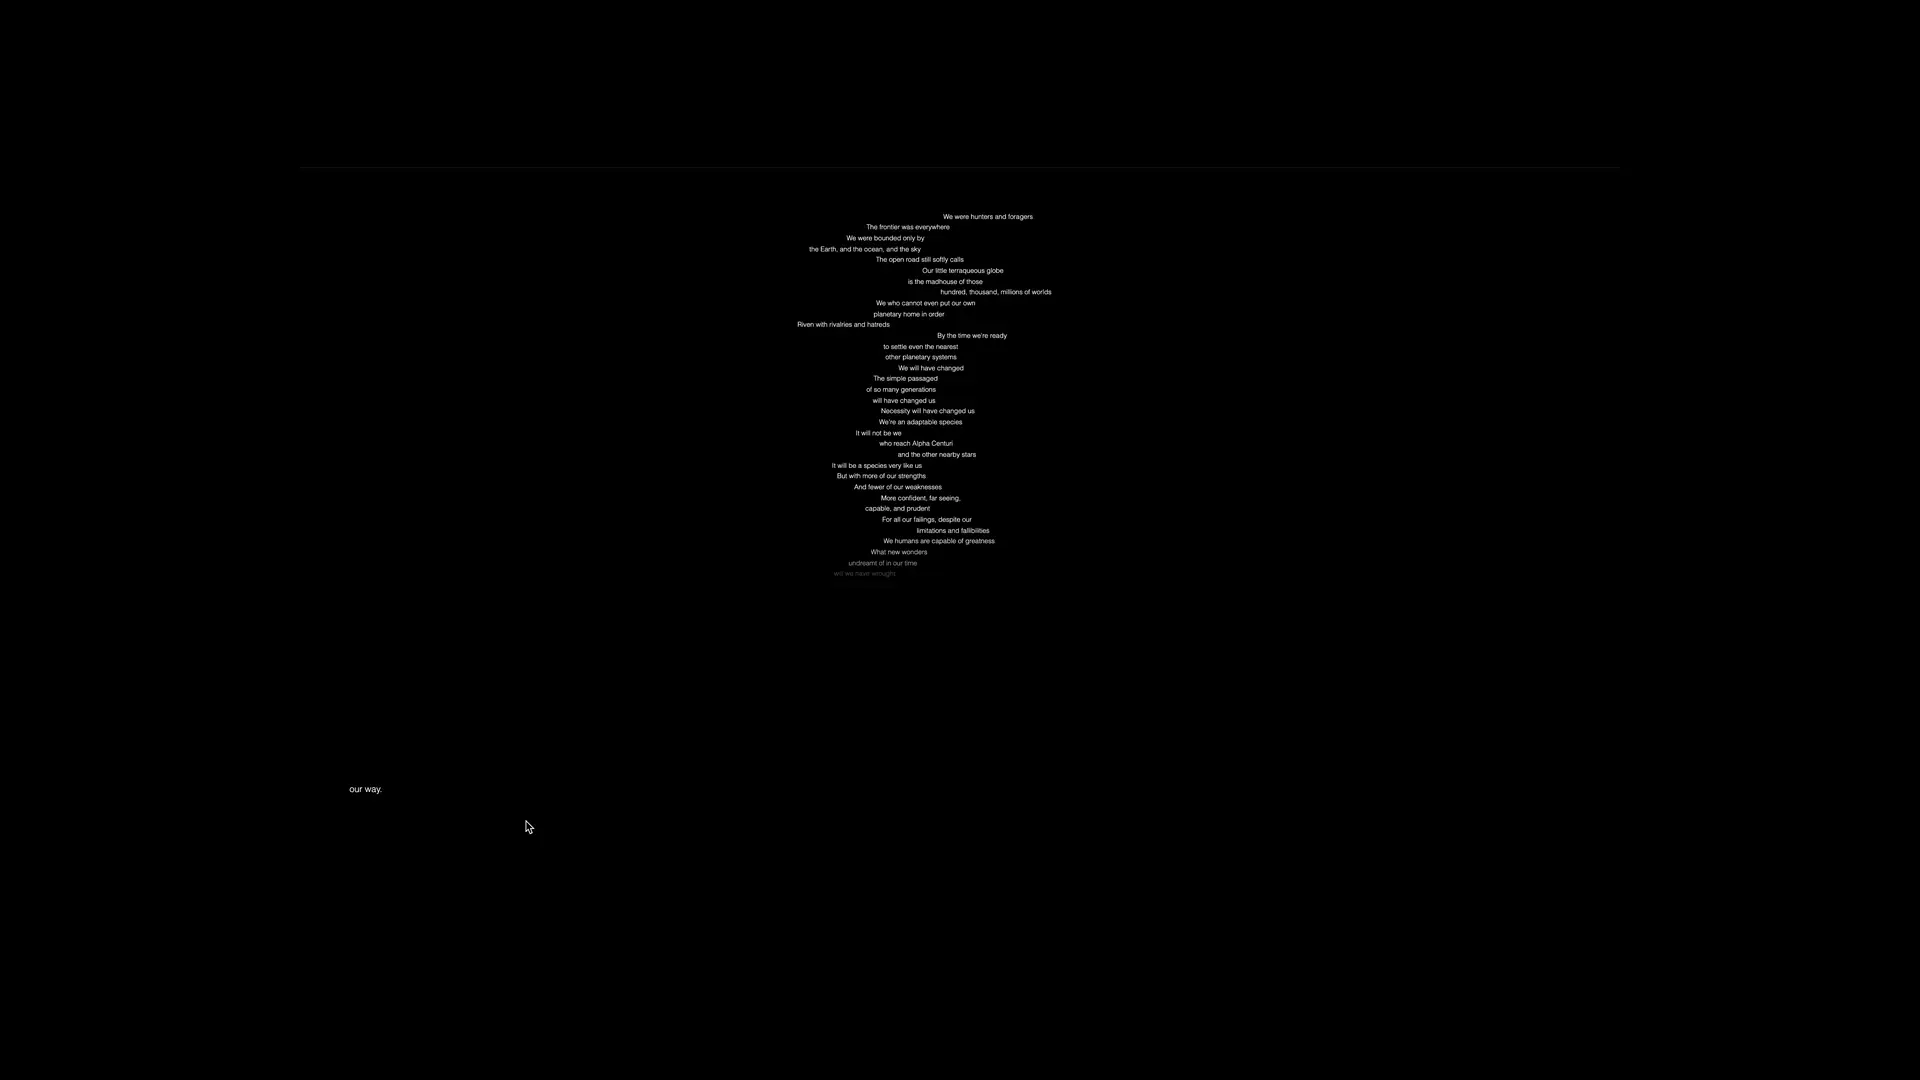 We were hunters and foragers
The frontier was everywhere
We were bounded only by
the Earth, and the ocean, and the sky
The open road still softly calls
Our little terraqueous globe
is the madhouse of those
hundred, thousand, millions of worlds
We who cannot even put our own
planetary home in order
Riven with rivalries and hatreds
By the time we're ready
to settle even the nearest
other planetary systems
We will have changed
The simple passaged
of so many generations
will have changed us
Necessity will have changed us
We're an adaptable species
It will not be we
who reach Alpha Centuri
and the other nearby stars
It will be a species very like us
But with more of our strengths
And fewer of our weaknesses
More confident, far seeing,
capable, and prudent
For all our failings, despite our
limitations and fallibilities
We humans are capable of greatness
What new wonders
undreamt of in our time
will we have wrought
our way.